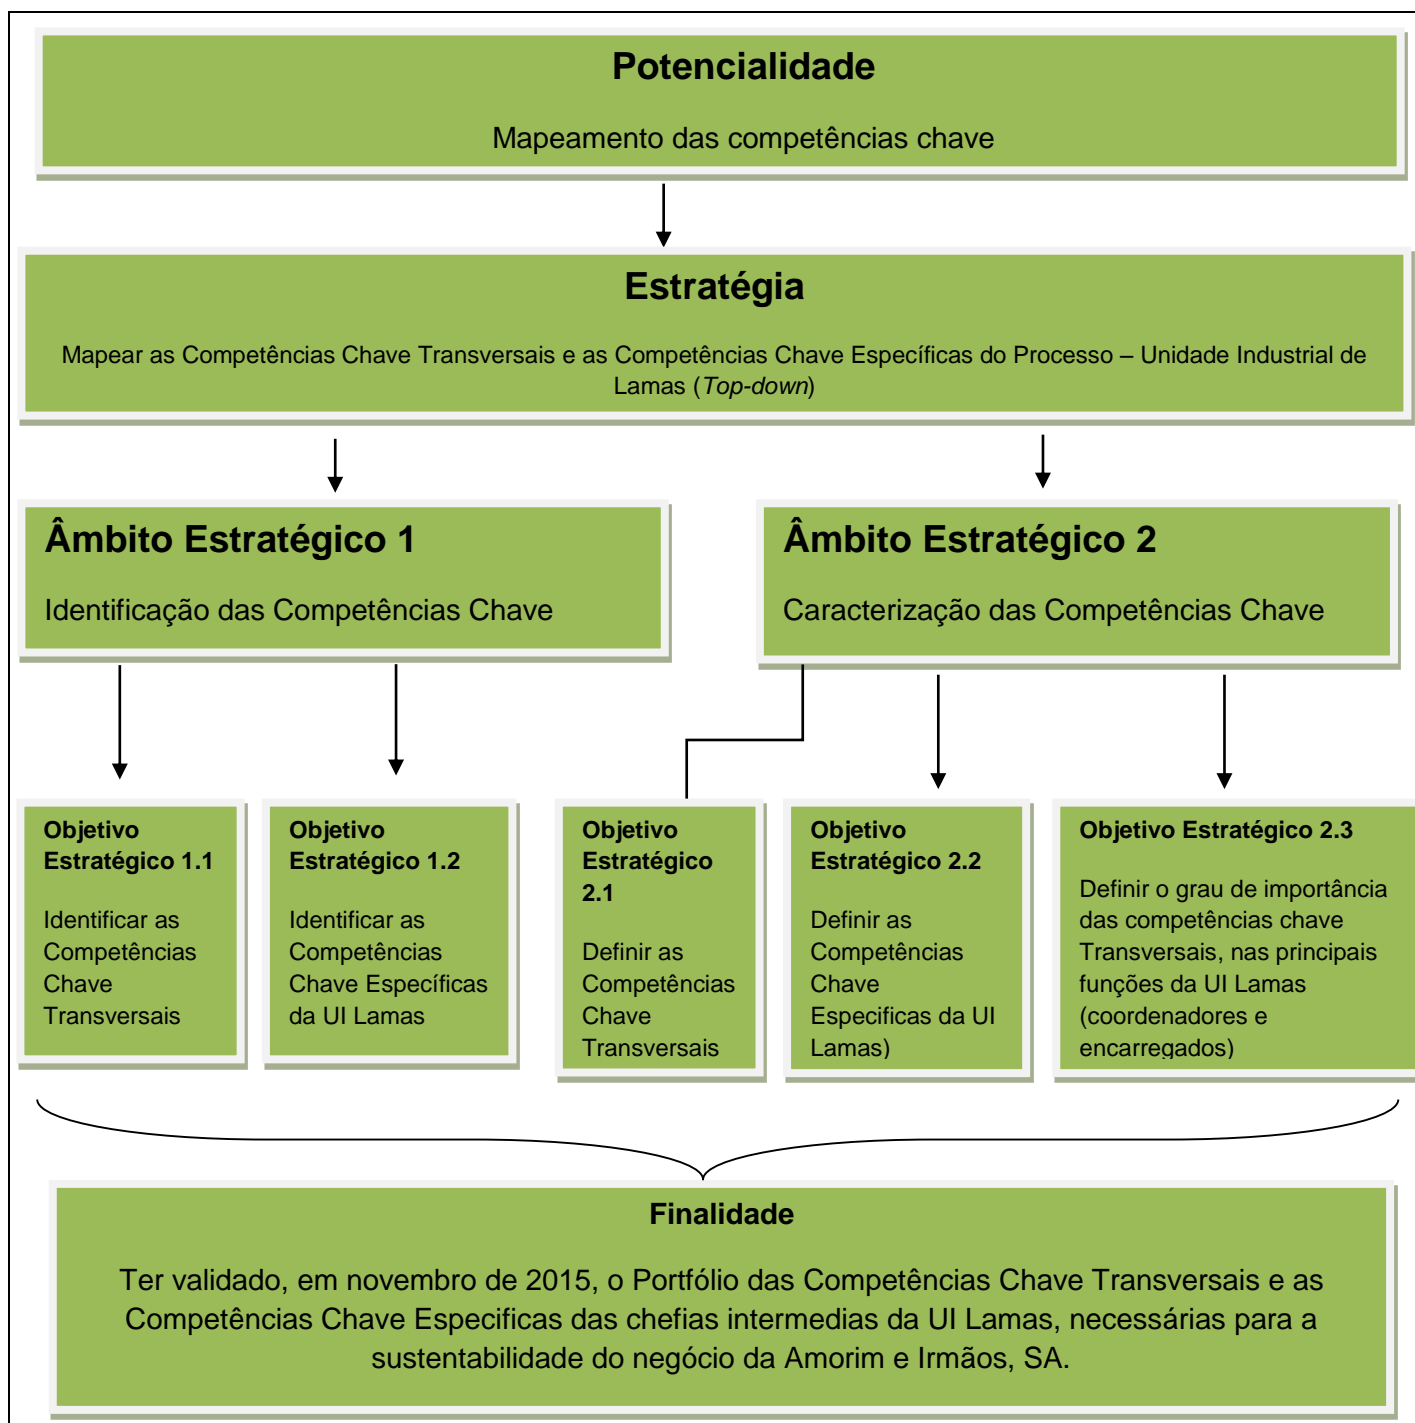 Potencialidade
Mapeamento das competências chave
Estratégia
Mapear as Competências Chave Transversais e as Competências Chave Específicas do Processo – Unidade Industrial de
Lamas (Top-down)
Âmbito Estratégico 1
Identificação das Competências Chave
Âmbito Estratégico 2
Caracterização das Competências Chave
Objetivo
Estratégico 1.1
Identificar as
Competências
Chave
Transversais
Objetivo
Estratégico 1.2
Identificar as
Competências
Chave Específicas
da UI Lamas
Objetivo
Estratégico
2.1
Definir as
Competências
Chave
Transversais
Objetivo
Estratégico 2.2
Definir as
Competências
Chave
Especificas da UI
Lamas)
Objetivo Estratégico 2.3
Definir o grau de importância
das competências chave
Transversais, nas principais
funções da UI Lamas
(coordenadores e
encarregados)
Finalidade
Ter validado, em novembro de 2015, o Portfólio das Competências Chave Transversais e as
Competências Chave Especificas das chefias intermedias da UI Lamas, necessárias para a
sustentabilidade do negócio da Amorim e Irmãos, SA.